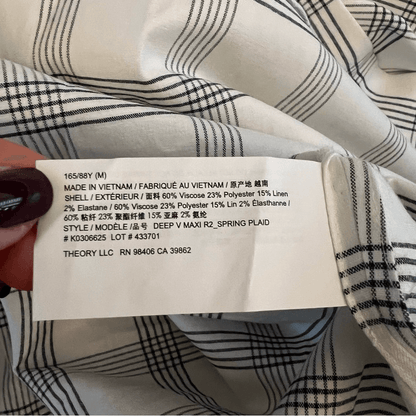 165/88Y (M)
MADE IN VIETNAM / FABRIQUÉ AU VIETNAM / 原产地 越南
SHELL / EXTÉRIEUR / 面料 60% Viscose 23% Polyester 15% Linen
2% Elastane / 60% Viscose 23% Polyester 15% Lin 2% Élasthanne /
60% 粘纤 23% 聚酯纤维 15% 亚麻 2% 氨纶
STYLE / MODÈLE /品号 DEEP V MAXI R2_SPRING PLAID
# K0306625 LOT # 433701
THEORY LLC RN 98406 CA 39862